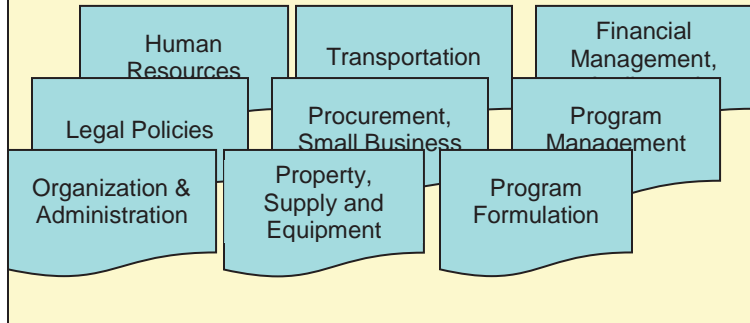 Human
Resources
Transportation
Financial
Management,
Legal Policies
Procurement,
Small Business
Program
Management
Organization &
Administration
Property,
Supply and
Equipment
Program
Formulation